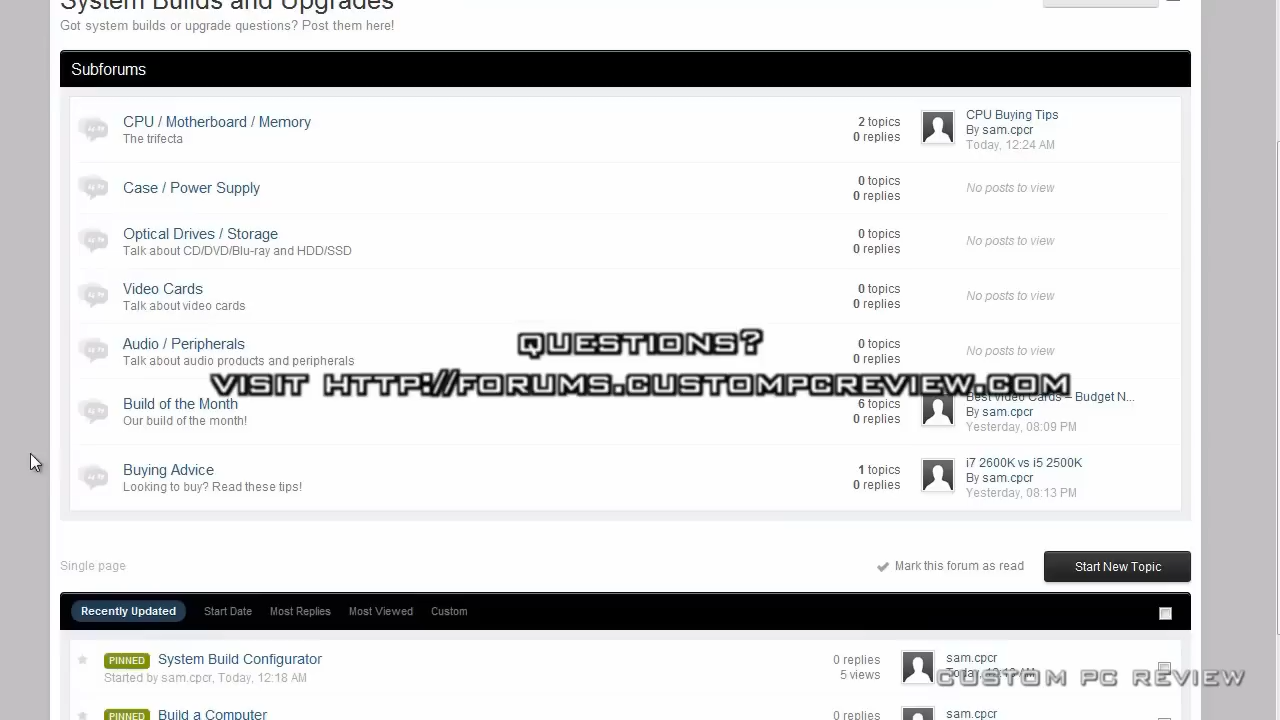 System Builds and Upgrades
Got system builds or upgrade questions? Post them here!
Subforums
CPU / Motherboard / Memory
The trifecta
2 topics
0 replies
CPU Buying Tips
By sam.cpcr
Today, 12:24 AM
Case / Power Supply
0 topics
0 replies
No posts to view
Optical Drives / Storage
Talk about CD/DVD/Blu-ray and HDD/SSD
0 topics
0 replies
No posts to view
Video Cards
Talk about video cards
0 topics
0 replies
No posts to view
Audio / Peripherals
Talk about audio products and peripherals
0 topics
0 replies
No posts to view
QUESTIONS?
VISIT HTTP://FORUMS.CUSTOMPCREVIEW.COM
Build of the Month
Our build of the month!
6 topics
0 replies
Best Video Cards – Budget N...
By sam.cpcr
Yesterday, 08:09 PM
Buying Advice
Looking to buy? Read these tips!
1 topics
0 replies
i7 2600K vs i5 2500K
By sam.cpcr
Yesterday, 08:13 PM
Single page
Mark this forum as read
Start New Topic
Recently Updated Start Date Most Replies Most Viewed Custom
PINNED System Build Configurator
Started by sam.cpcr, Today, 12:18 AM
0 replies
5 views
sam.cpcr
Today,
CUSTOM PC REVIEW
PINNED Build a Computer
0 replies
sam.cpcr